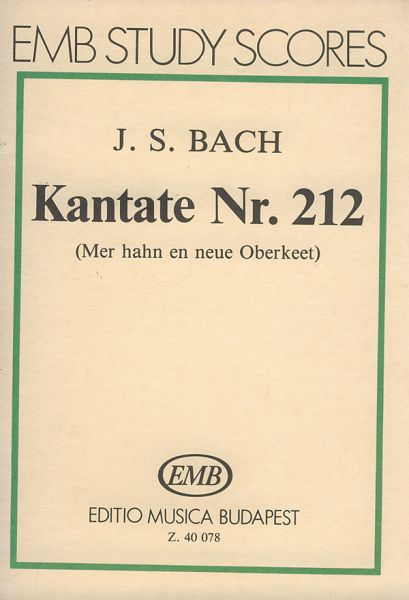 EMB STUDY SCORES
J. S. BACH
Kantate Nr. 212
(Mer hahn en neue Oberkeet)
EMB
EDITIO MUSICA BUDAPEST
Z. 40 078